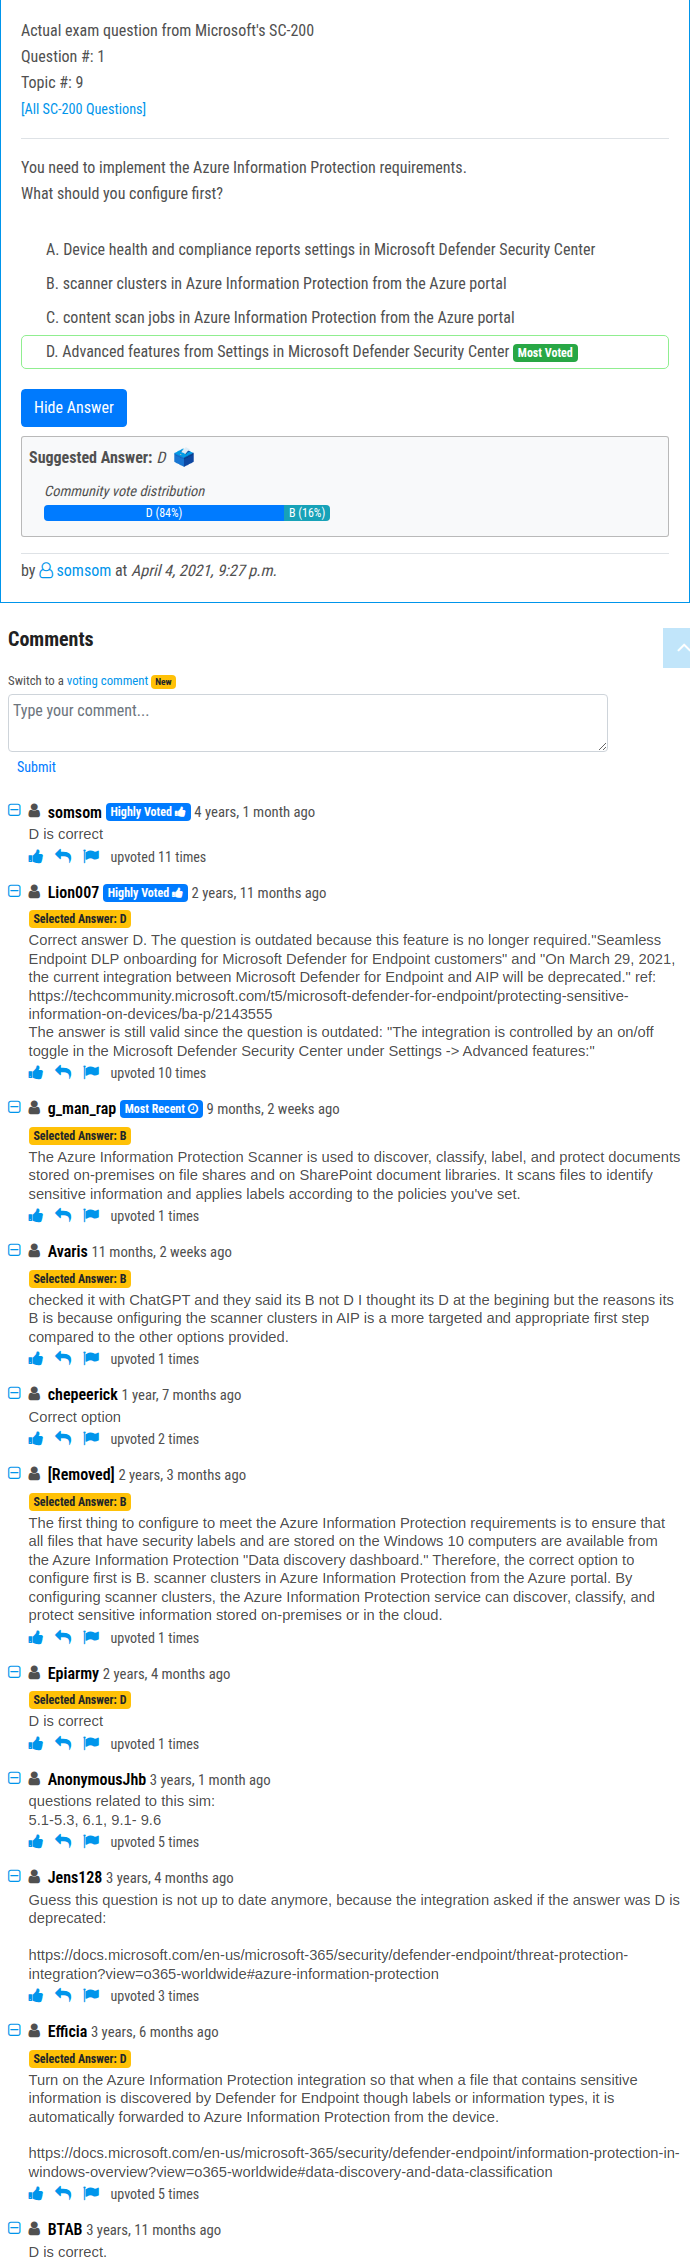 Actual exam question from Microsoft's SC-200
Question #: 1
Topic #: 9
[All SC-200 Questions]
You need to implement the Azure Information Protection requirements.
What should you configure first?
A. Device health and compliance reports settings in Microsoft Defender Security Center
B. scanner clusters in Azure Information Protection from the Azure portal
C. content scan jobs in Azure Information Protection from the Azure portal
D. Advanced features from Settings in Microsoft Defender Security Center Most Voted
Hide Answer
Suggested Answer: D
Community vote distribution
D (84%) B (16%)
by somsom at April 4, 2021, 9:27 p.m.
Comments
Switch to a voting comment New
Type your comment...
Submit
somsom Highly Voted 4 years, 1 month ago
D is correct
upvoted 11 times
Lion007 Highly Voted 2 years, 11 months ago
Selected Answer: D
Correct answer D. The question is outdated because this feature is no longer required."Seamless
Endpoint DLP onboarding for Microsoft Defender for Endpoint customers" and "On March 29, 2021,
the current integration between Microsoft Defender for Endpoint and AIP will be deprecated." ref:
https://techcommunity.microsoft.com/t5/microsoft-defender-for-endpoint/protecting-sensitive-
information-on-devices/ba-p/2143555
The answer is still valid since the question is outdated: "The integration is controlled by an on/off
toggle in the Microsoft Defender Security Center under Settings -> Advanced features:"
upvoted 10 times
g_man_rap Most Recent 9 months, 2 weeks ago
Selected Answer: B
The Azure Information Protection Scanner is used to discover, classify, label, and protect documents
stored on-premises on file shares and on SharePoint document libraries. It scans files to identify
sensitive information and applies labels according to the policies you've set.
upvoted 1 times
Avaris 11 months, 2 weeks ago
Selected Answer: B
checked it with ChatGPT and they said its B not D I thought its D at the begining but the reasons its
B is because onfiguring the scanner clusters in AIP is a more targeted and appropriate first step
compared to the other options provided.
upvoted 1 times
chepeerick 1 year, 7 months ago
Correct option
upvoted 2 times
[Removed] 2 years, 3 months ago
Selected Answer: B
The first thing to configure to meet the Azure Information Protection requirements is to ensure that
all files that have security labels and are stored on the Windows 10 computers are available from
the Azure Information Protection "Data discovery dashboard." Therefore, the correct option to
configure first is B. scanner clusters in Azure Information Protection from the Azure portal. By
configuring scanner clusters, the Azure Information Protection service can discover, classify, and
protect sensitive information stored on-premises or in the cloud.
upvoted 1 times
Epiarmy 2 years, 4 months ago
Selected Answer: D
D is correct
upvoted 1 times
AnonymousJhb 3 years, 1 month ago
questions related to this sim:
5.1-5.3, 6.1, 9.1- 9.6
upvoted 5 times
Jens128 3 years, 4 months ago
Guess this question is not up to date anymore, because the integration asked if the answer was D is
deprecated:
https://docs.microsoft.com/en-us/microsoft-365/security/defender-endpoint/threat-protection-
integration?view=o365-worldwide#azure-information-protection
upvoted 3 times
Efficia 3 years, 6 months ago
Selected Answer: D
Turn on the Azure Information Protection integration so that when a file that contains sensitive
information is discovered by Defender for Endpoint though labels or information types, it is
automatically forwarded to Azure Information Protection from the device.
https://docs.microsoft.com/en-us/microsoft-365/security/defender-endpoint/information-protection-in-
windows-overview?view=o365-worldwide#data-discovery-and-data-classification
upvoted 5 times
BTAB 3 years, 11 months ago
D is correct.